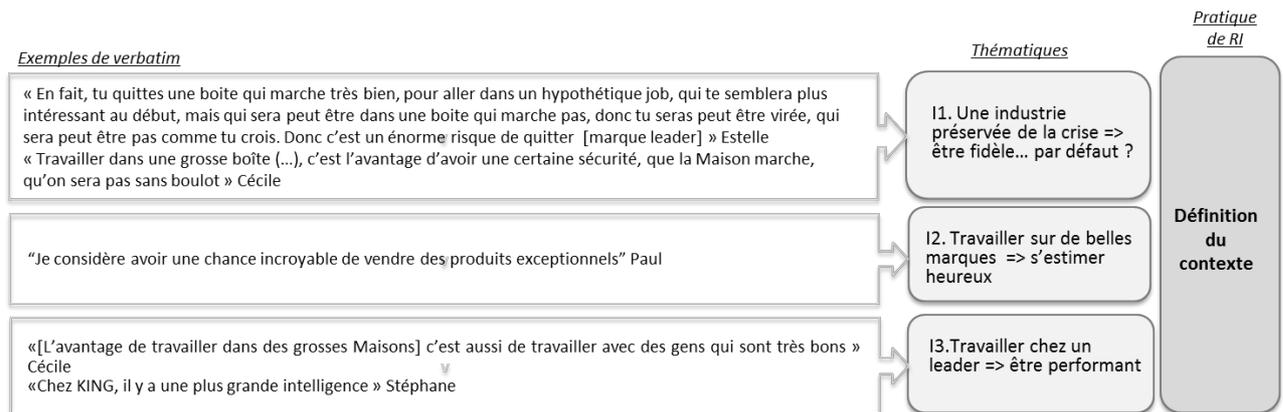 Pratique
de RI
Exemples de verbatim
Thématiques
« En fait, tu quittes une boite qui marche très bien, pour aller dans un hypothétique job, qui te semblera plus
intéressant au début, mais qui sera peut être dans une boite qui marche pas, donc tu seras peut être virée, qui
sera peut être pas comme tu crois. Donc c’est un énorme risque de quitter [marque leader] » Estelle
« Travailler dans une grosse boîte (...), c’est l’avantage d’avoir une certaine sécurité, que la Maison marche,
qu’on sera pas sans boulot » Cécile
I1. Une industrie
préservée de la crise =>
être fidèle... par défaut ?
“Je considère avoir une chance incroyable de vendre des produits exceptionnels” Paul
I2. Travailler sur de belles
marques => s’estimer
heureux
«[L’avantage de travailler dans des grosses Maisons] c’est aussi de travailler avec des gens qui sont très bons »
Cécile
«Chez KING, il y a une plus grande intelligence » Stéphane
I3.Travailler chez un
leader => être performant
Définition
du
contexte